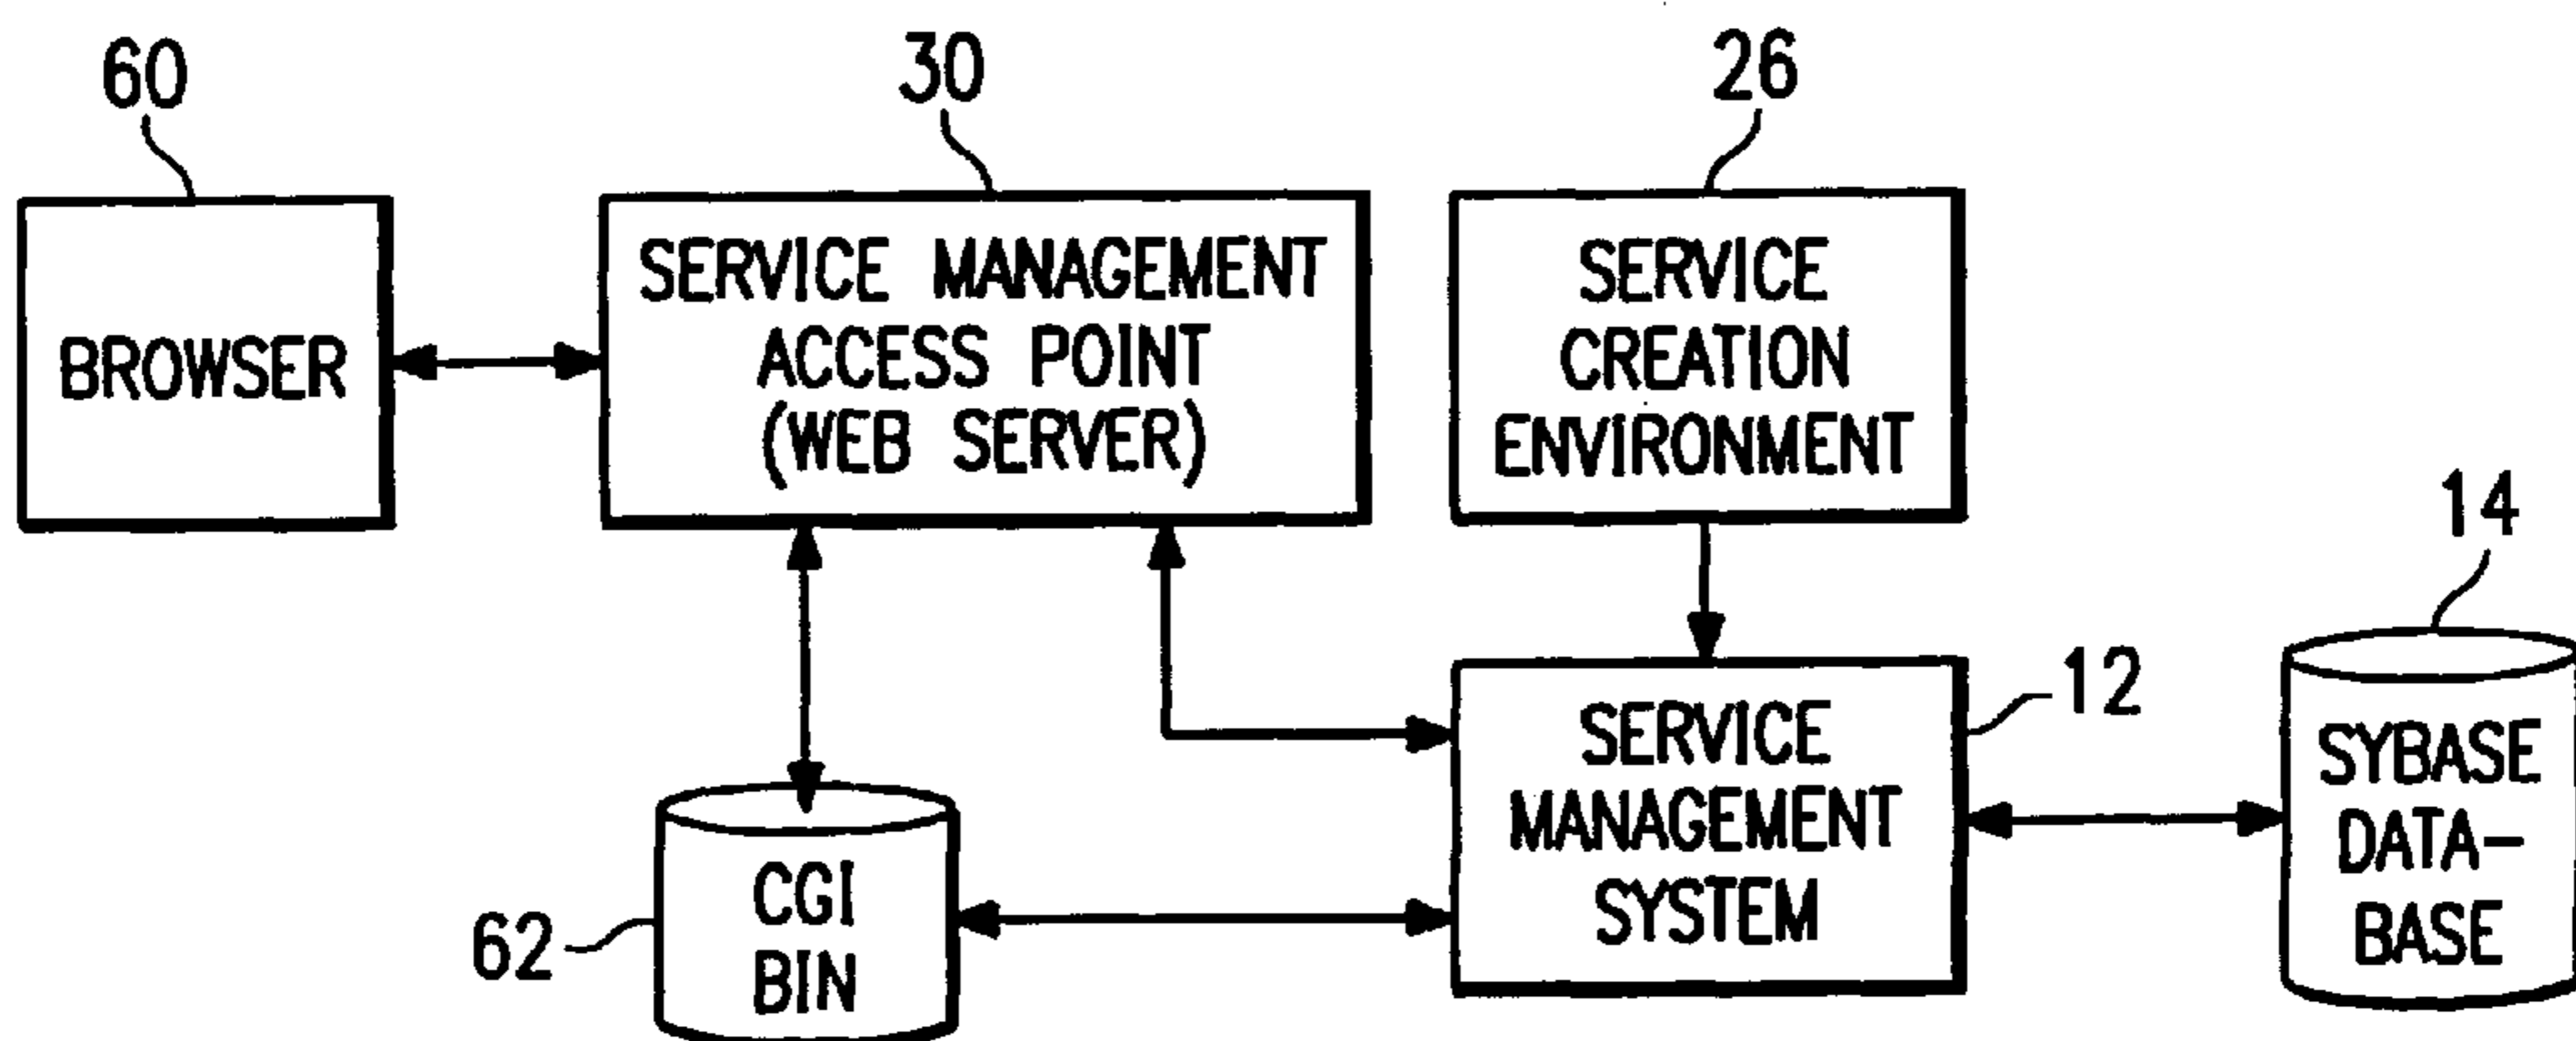 60
30
26
BROWSER
SERVICE MANAGEMENT
ACCESS POINT
(WEB SERVER)
SERVICE
CREATION
ENVIRONMENT
14
12
SERVICE
MANAGEMENT
SYSTEM
SYBASE
DATA-
BASE
62
CGI
BIN